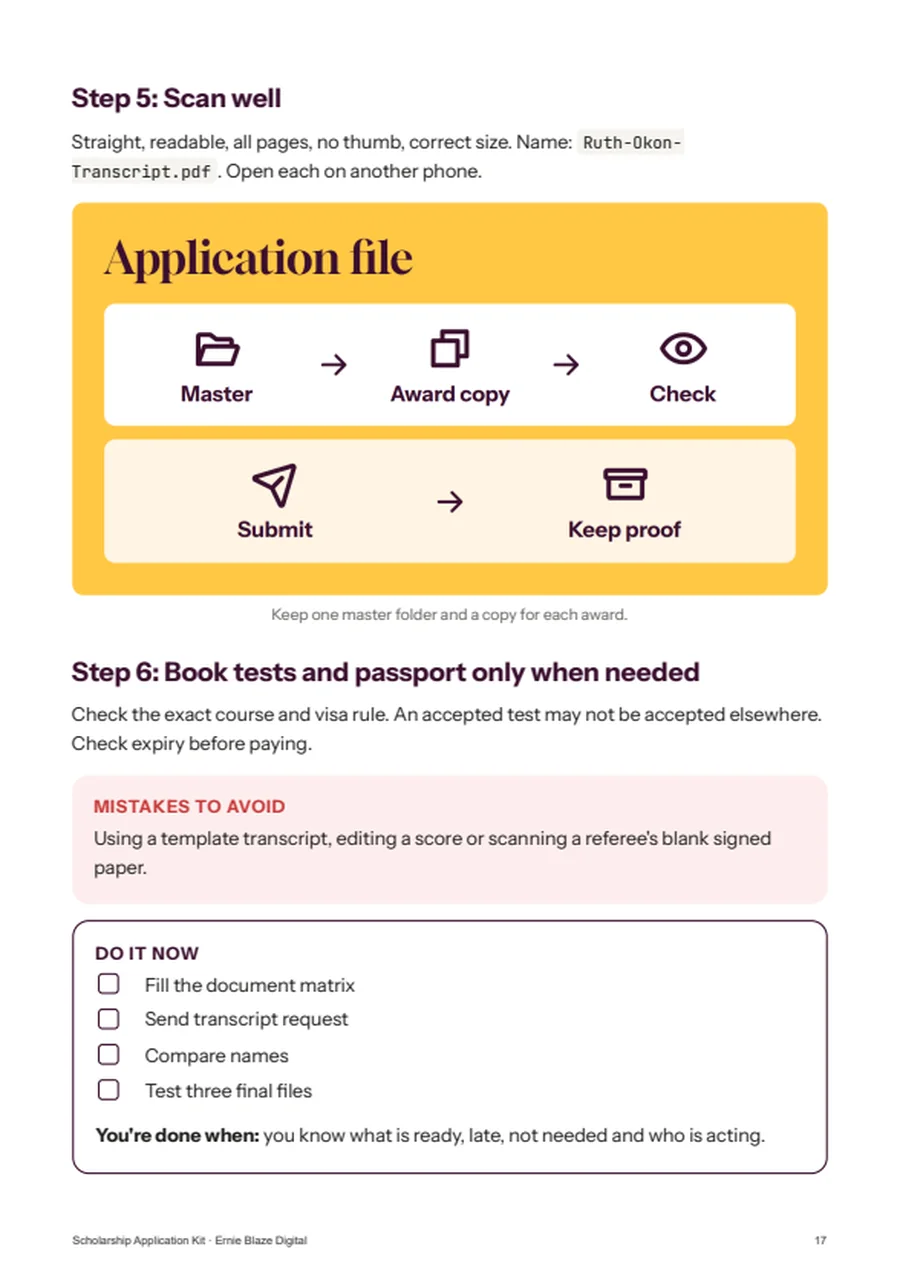 Step 5: Scan well
Straight, readable, all pages, no thumb, correct size. Name: Ruth-Okon-
Transcript.pdf. Open each on another phone.
Application file
Master → Award copy → Check
Submit → Keep proof
Keep one master folder and a copy for each award.
Step 6: Book tests and passport only when needed
Check the exact course and visa rule. An accepted test may not be accepted elsewhere.
Check expiry before paying.
MISTAKES TO AVOID
Using a template transcript, editing a score or scanning a referee's blank signed
paper.
DO IT NOW
Fill the document matrix
Send transcript request
Compare names
Test three final files
You're done when: you know what is ready, late, not needed and who is acting.
Scholarship Application Kit · Ernie Blaze Digital 17